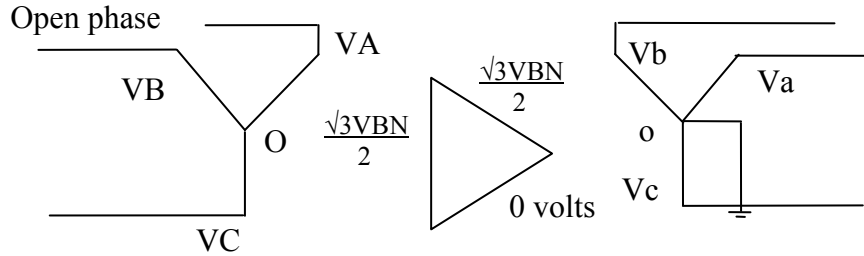 Open phase
VA
VB
O
VC
√3VBN
2
√3VBN
2
0 volts
Vb
Va
o
Vc